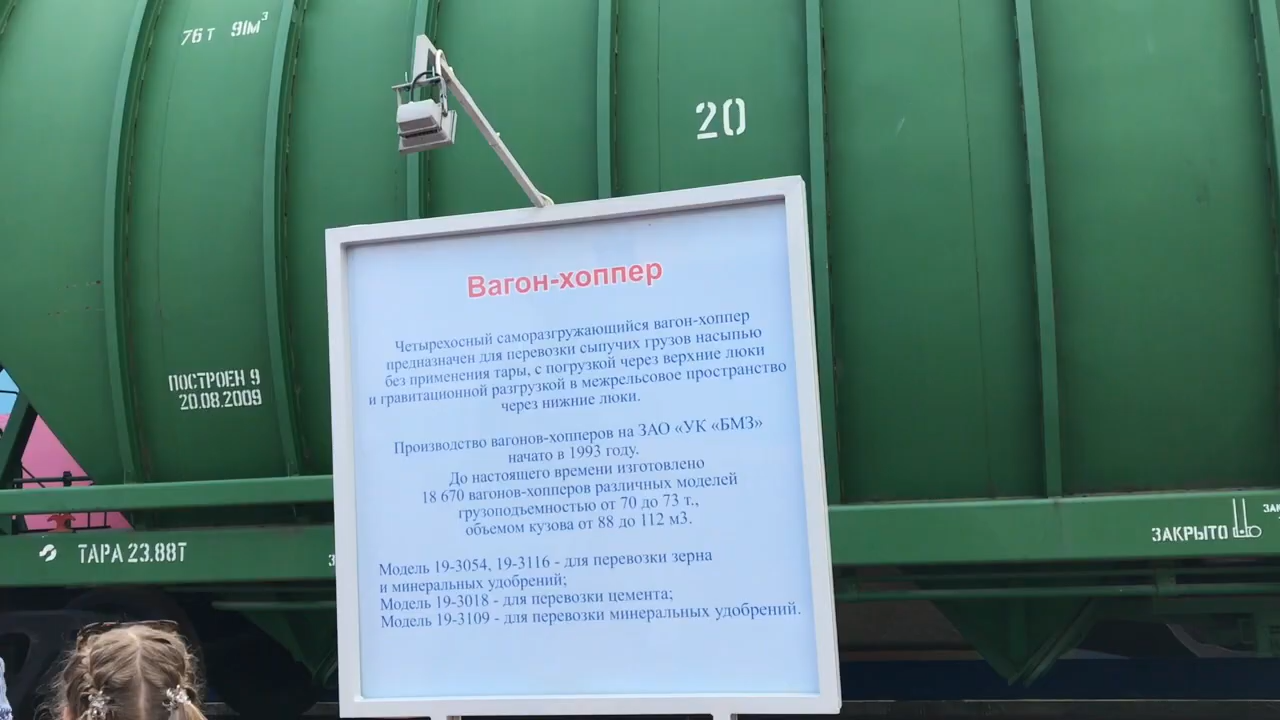 76 т 91м³
20
Вагон-хоппер
Четырехосный саморазгружающийся вагон-хоппер
предназначен для перевозки сыпучих грузов насыпью
без применения тары, с погрузкой через верхние люки
и гравитационной разгрузкой в межрельсовое пространство
через нижние люки.
Производство вагонов-хопперов на ЗАО «УК «БМЗ»
начато в 1993 году.
До настоящего времени изготовлено
18 670 вагонов-хопперов различных моделей
грузоподъемностью от 70 до 73 т.,
объемом кузова от 88 до 112 м3.
Модель 19-3054, 19-3116 - для перевозки зерна
и минеральных удобрений;
Модель 19-3018 - для перевозки цемента;
Модель 19-3109 - для перевозки минеральных удобрений.
ПОСТРОЕН 9
20.08.2009
ТАРА 23.88Т
ЗАКРЫТО